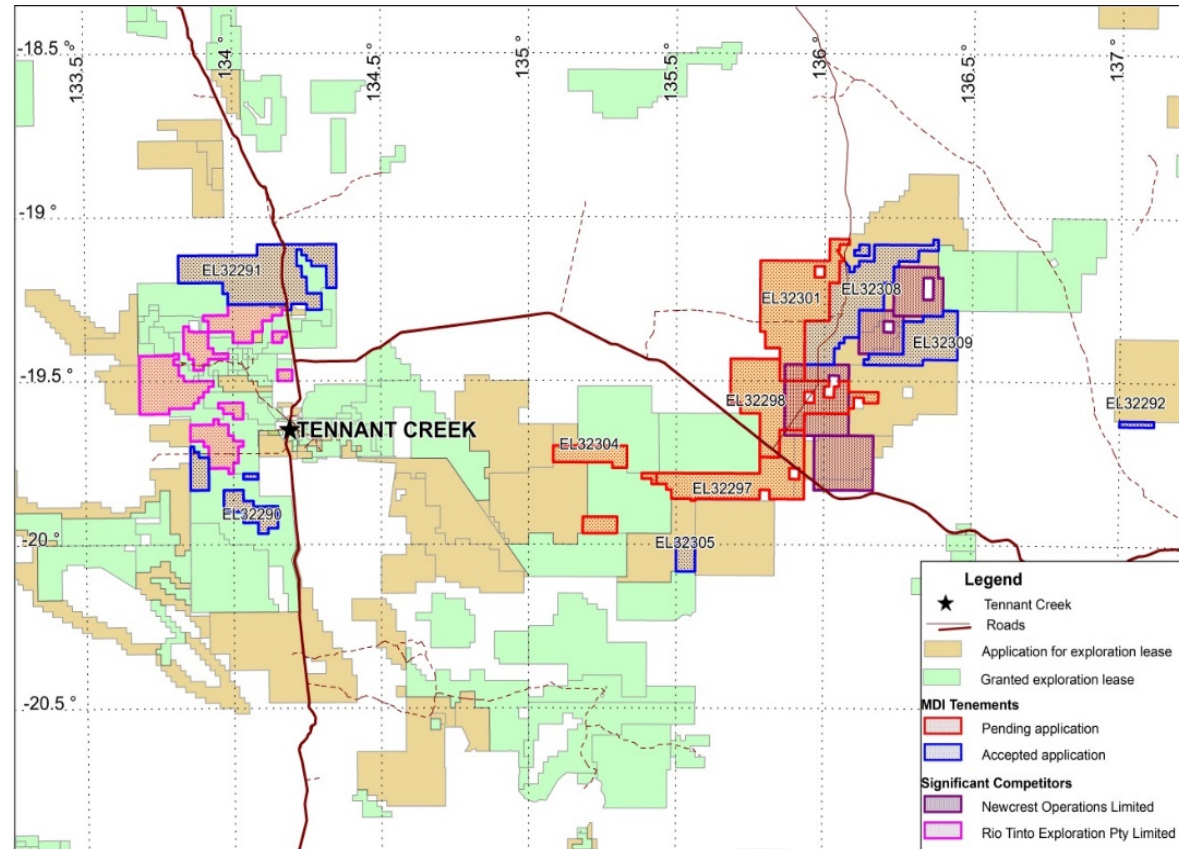 -18.5 °
133.5 °
134 °
134.5 °
135 °
135.5 °
136 °
136.5 °
137 °
-19 °
EL32291
EL32301
EL32308
EL32309
-19.5 °
EL32298
EL32292
TENNANT CREEK
EL32304
EL32297
EL32290
-20 °
EL32305
-20.5 °
Legend
Tennant Creek
Roads
Application for exploration lease
Granted exploration lease
MDI Tenements
Pending application
Accepted application
Significant Competitors
Newcrest Operations Limited
Rio Tinto Exploration Pty Limited